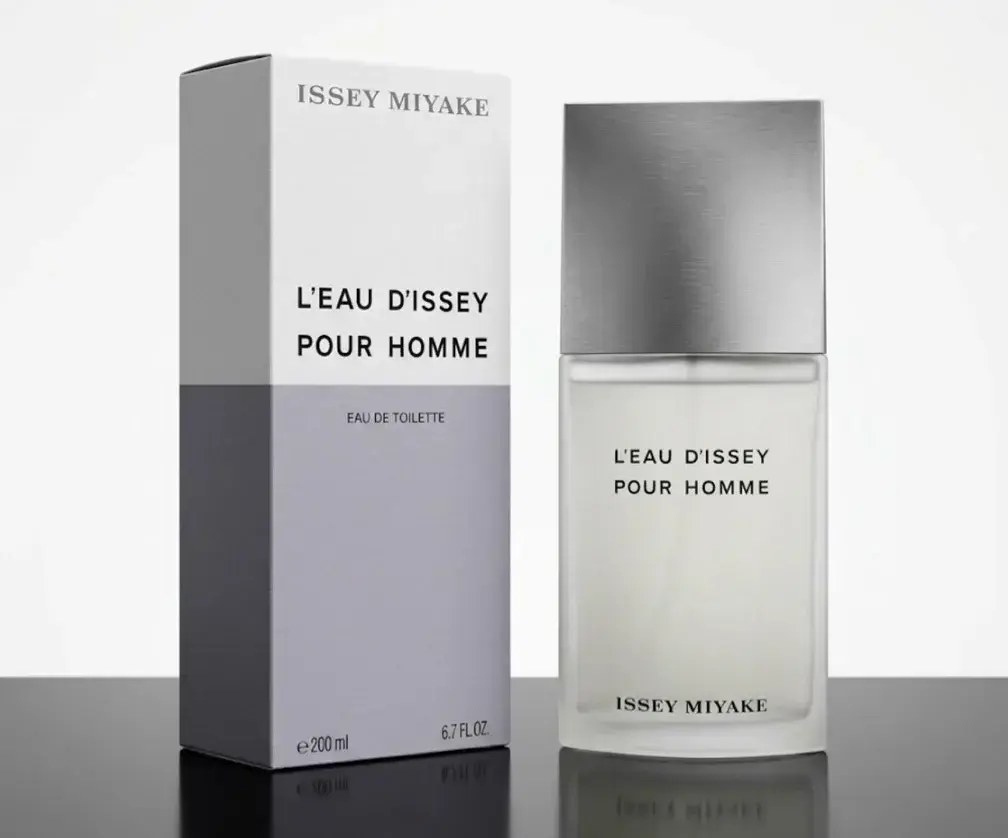 ISSEY MIYAKE
L'EAU D'ISSEY
POUR HOMME
EAU DE TOILETTE
℮200 ml 6.7 FL.OZ.
L'EAU D'ISSEY
POUR HOMME
ISSEY MIYAKE